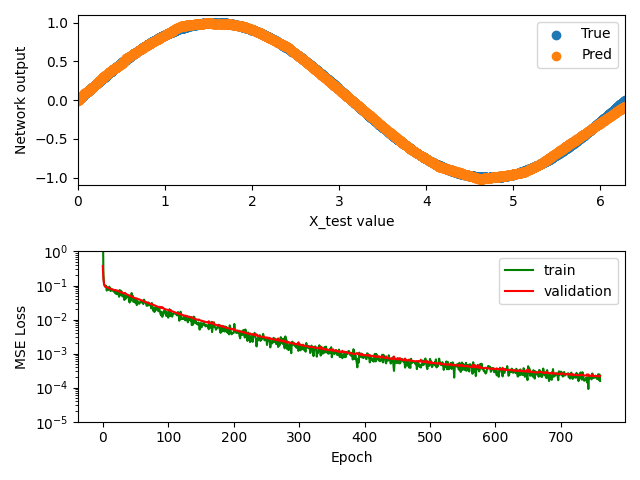 1.0
0.5
0.0
−0.5
−1.0
Network output
True
Pred
0 1 2 3 4 5 6
X_test value
10^0
10^-1
10^-2
10^-3
10^-4
10^-5
MSE Loss
train
validation
0 100 200 300 400 500 600 700
Epoch